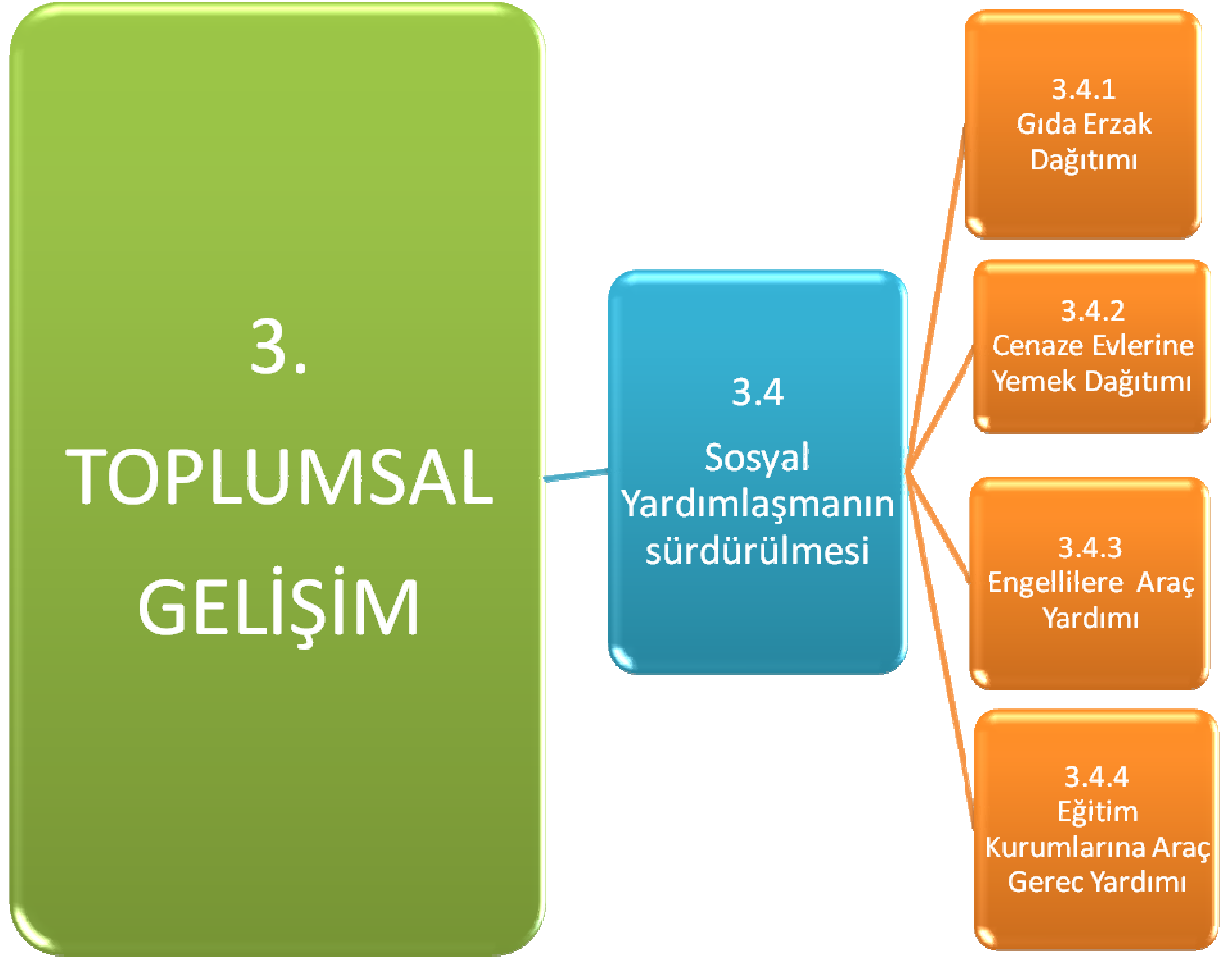 3.
TOPLUMSAL
GELİŞİM
3.4
Sosyal
Yardımlaşmanın
sürdürülmesi
3.4.1
Gıda Erzak
Dağıtımı
3.4.2
Cenaze Evlerine
Yemek Dağıtımı
3.4.3
Engellilere Araç
Yardımı
3.4.4
Eğitim
Kurumlarına Araç
Gerec Yardımı